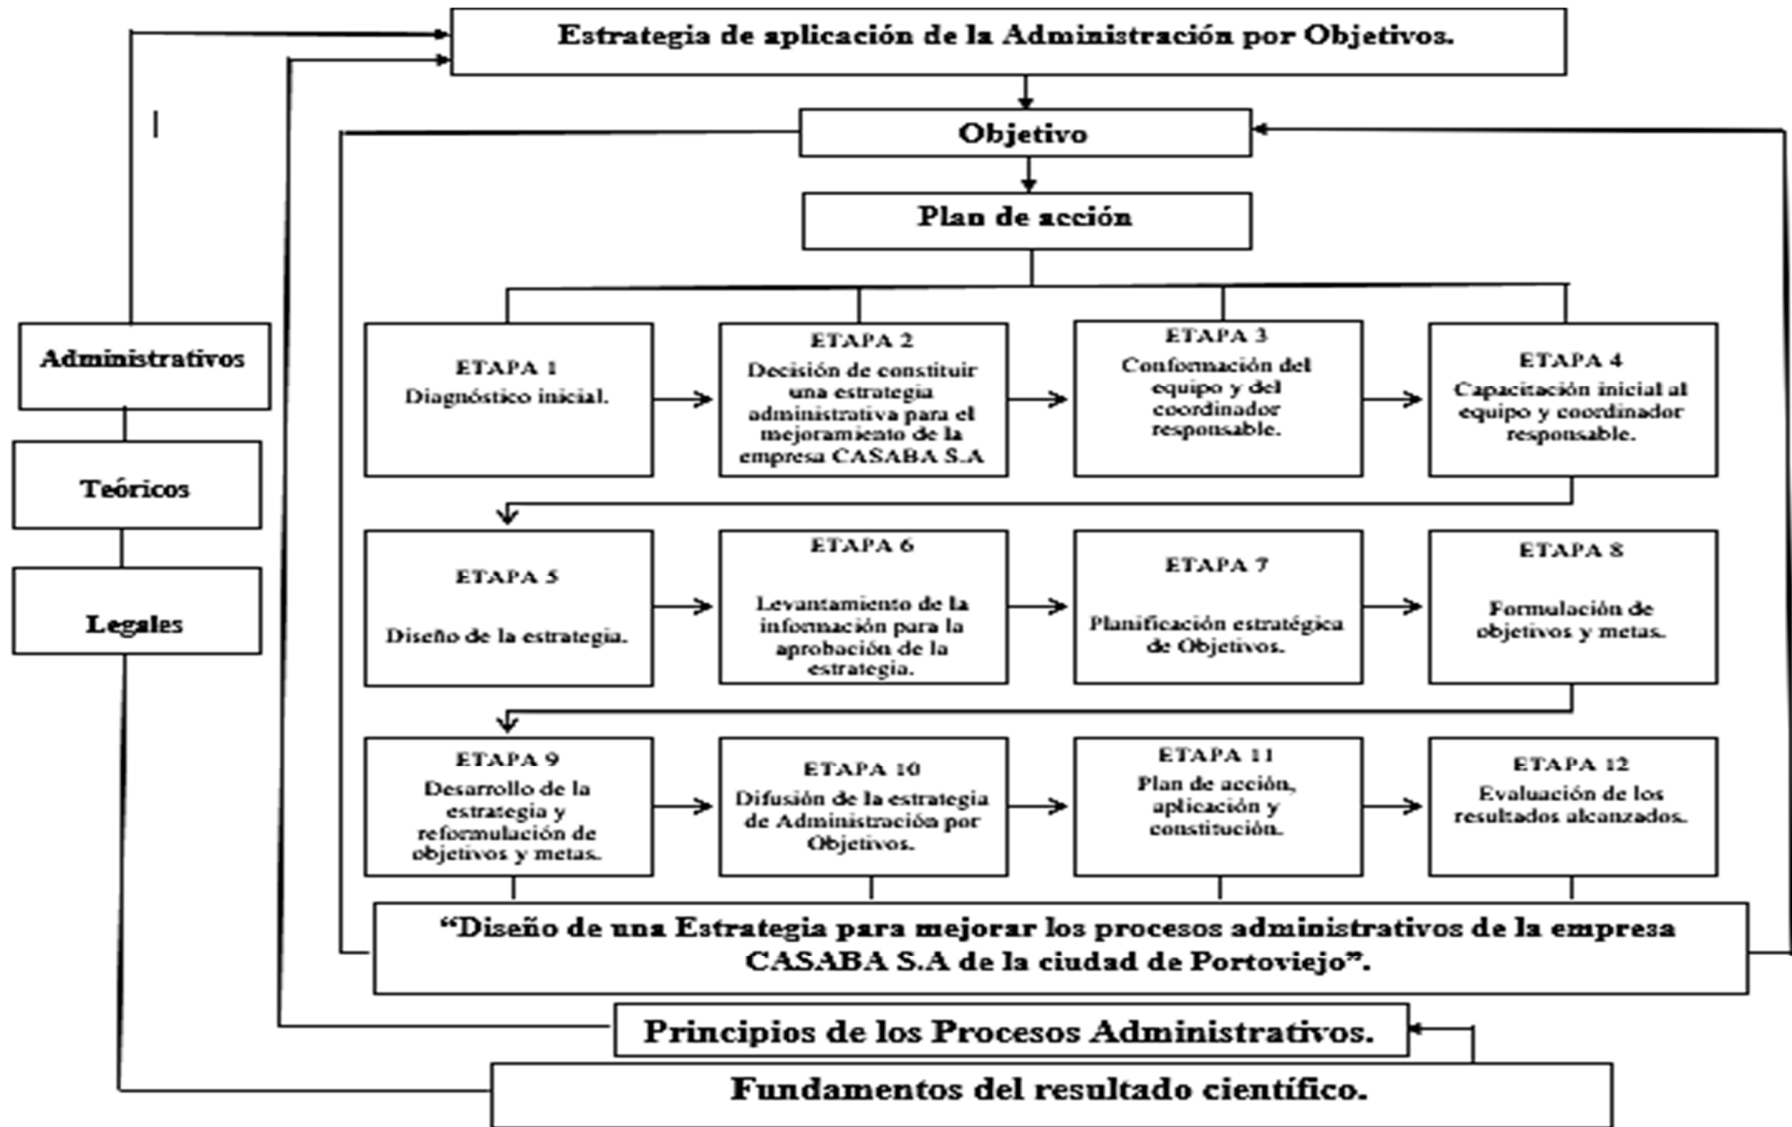 Estrategia de aplicación de la Administración por Objetivos.
Objetivo
Plan de acción
Administrativos
Teóricos
Legales
ETAPA 1
Diagnóstico inicial.
ETAPA 2
Decisión de constituir
una estrategia
administrativa para el
mejoramiento de la
empresa CASABA S.A
ETAPA 3
Conformación del
equipo y del
coordinador
responsable.
ETAPA 4
Capacitación inicial al
equipo y coordinador
responsable.
ETAPA 5
Diseño de la estrategia.
ETAPA 6
Levantamiento de la
información para la
aprobación de la
estrategia.
ETAPA 7
Planificación estratégica
de Objetivos.
ETAPA 8
Formulación de
objetivos y metas.
ETAPA 9
Desarrollo de la
estrategia y
reformulación de
objetivos y metas.
ETAPA 10
Difusión de la estrategia
de Administración por
Objetivos.
ETAPA 11
Plan de acción,
aplicación y
constitución.
ETAPA 12
Evaluación de los
resultados alcanzados.
“Diseño de una Estrategia para mejorar los procesos administrativos de la empresa
CASABA S.A de la ciudad de Portoviejo”.
Principios de los Procesos Administrativos.
Fundamentos del resultado científico.